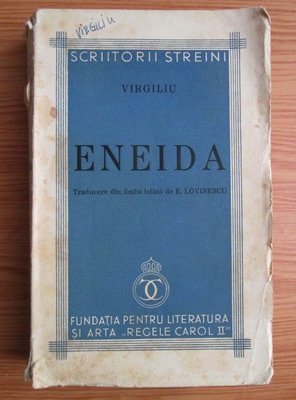 VIRGILIU
SCRIITORII STREINI
VIRGILIU
ENEIDA
Traducere din limba latină de E. LOVINESCU
FUNDAȚIA PENTRU LITERATURA
ȘI ARTA „REGELE CAROL II"